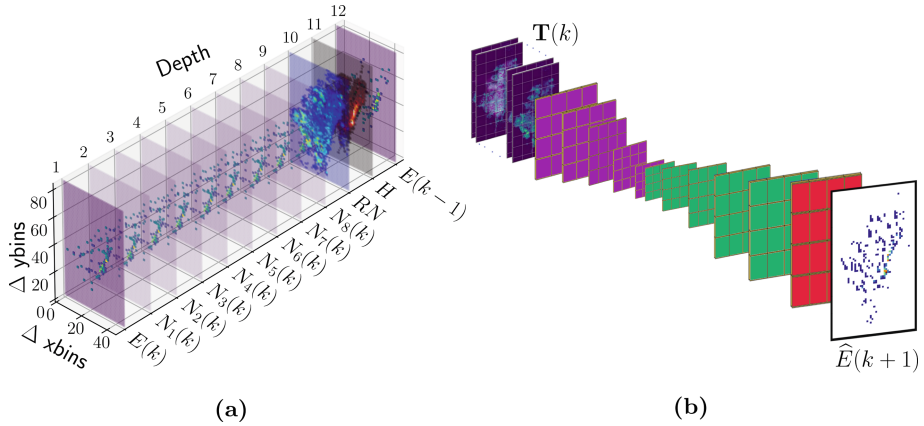 Depth
1 2 3 4 5 6 7 8 9 10 11 12
Δ ybins
80
60
40
20
0
0 20 40
Δ xbins
E(k)
N₁(k)
N₂(k)
N₃(k)
N₄(k)
N₅(k)
N₆(k)
N₇(k)
N₈(k)
RN
H
E(k − 1)
(a)
T(k)
Ê(k + 1)
(b)